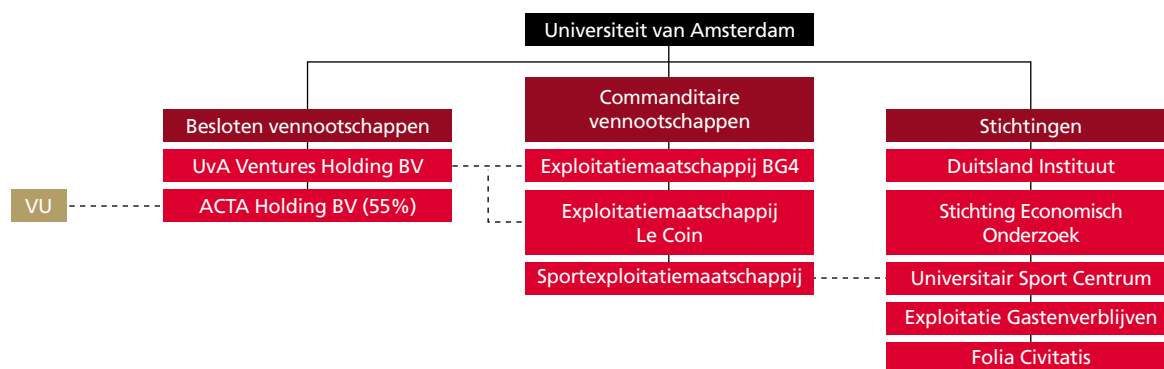 Universiteit van Amsterdam
Besloten vennootschappen
UvA Ventures Holding BV
ACTA Holding BV (55%)
VU
Commanditaire
vennootschappen
Exploitatiemaatschappij BG4
Exploitatiemaatschappij
Le Coin
Sportexploitatiemaatschappij
Stichtingen
Duitsland Instituut
Stichting Economisch
Onderzoek
Universitair Sport Centrum
Exploitatie Gastenverblijven
Folia Civitatis